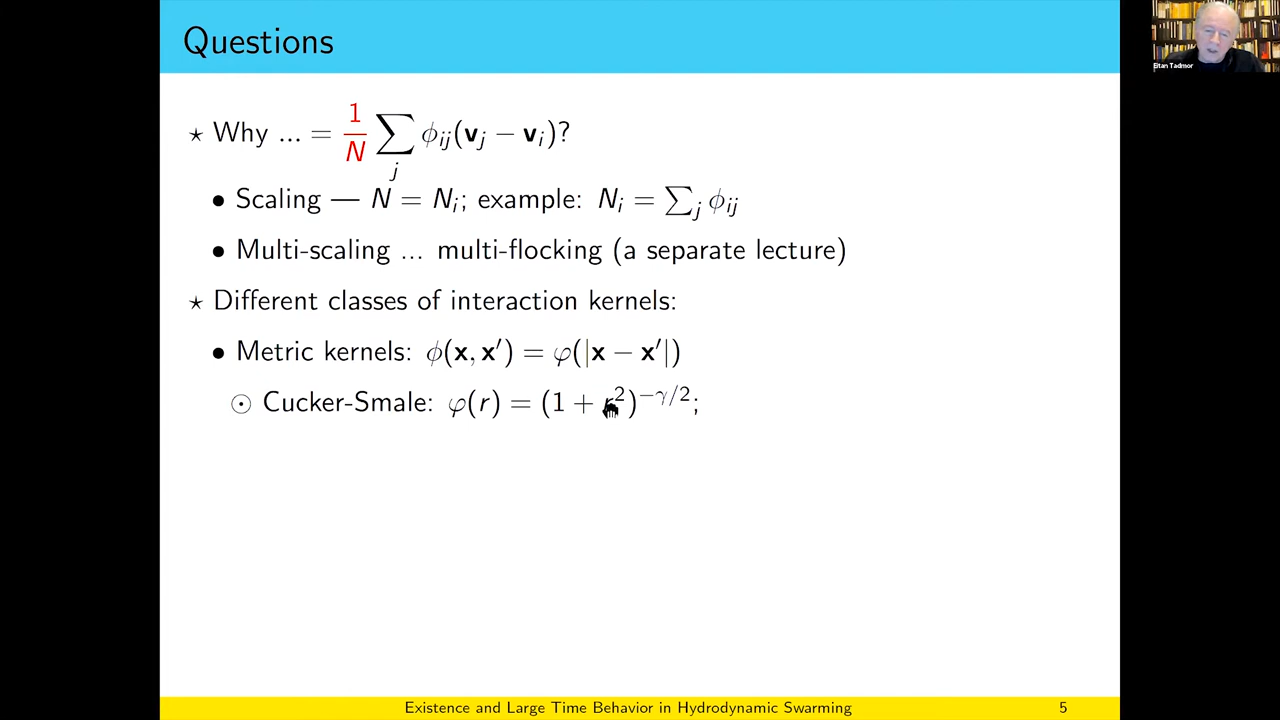 Questions
Eitan Tadmor
⋆ Why ... = 1/N ∑_j ϕ_ij(v_j − v_i)?
• Scaling — N = N_i; example: N_i = ∑_j ϕ_ij
• Multi-scaling ... multi-flocking (a separate lecture)
⋆ Different classes of interaction kernels:
• Metric kernels: ϕ(x, x′) = φ(|x − x′|)
⊙ Cucker-Smale: φ(r) = (1 + r²)^{−γ/2};
Existence and Large Time Behavior in Hydrodynamic Swarming 5